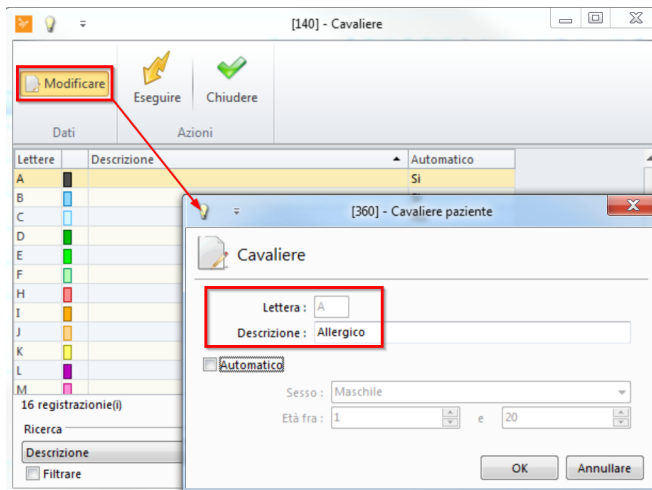 [140] - Cavaliere
Modificare
Eseguire
Chiudere
Dati
Azioni
Lettere Descrizione Automatico
A Sì
B
C
D
E
F
H
I
J
K
L
M
16 registrazionie(i)
Ricerca
Descrizione
Filtrare
[360] - Cavaliere paziente
Cavaliere
Lettera : A
Descrizione : Allergico
Automatico
Sesso : Maschile
Età fra : 1 e 20
OK Annullare